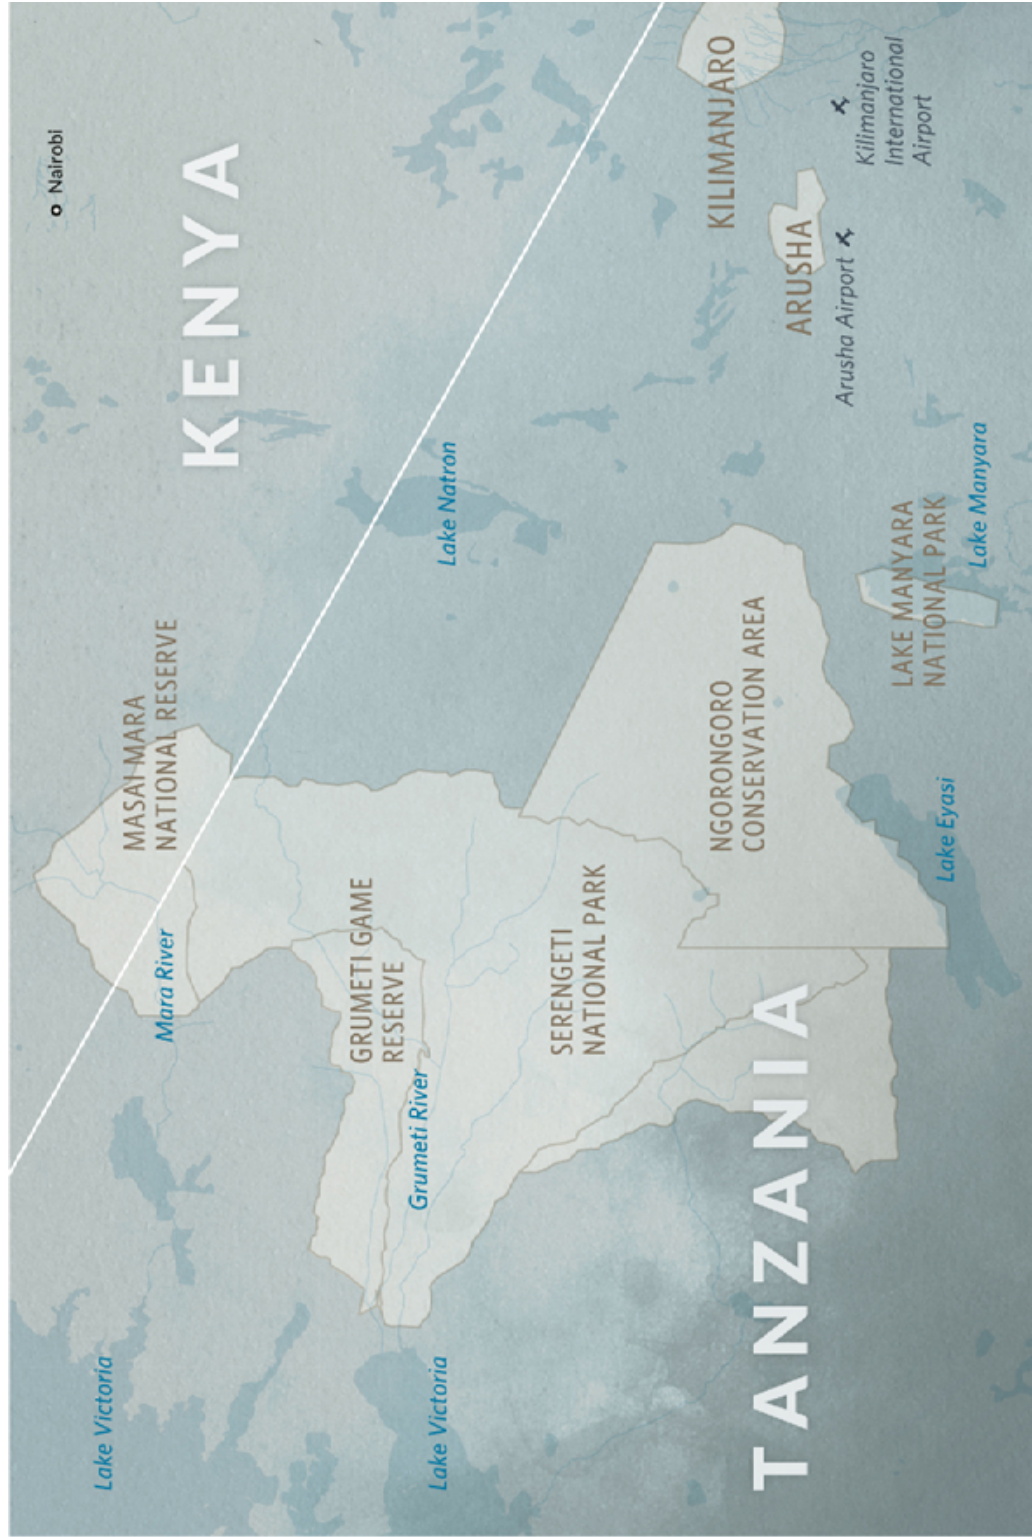 Nairobi
KENYA
MASAI MARA
NATIONAL RESERVE
Mara River
Lake Victoria
Lake Natron
GRUMETI GAME
RESERVE
Grumeti River
Lake Victoria
SERENGETI
NATIONAL PARK
KILIMANJARO
NGORONGORO
CONSERVATION AREA
ARUSHA
TANZANIA
Arusha Airport
Kilimanjaro
International
Airport
LAKE MANYARA
NATIONAL PARK
Lake Eyasi
Lake Manyara